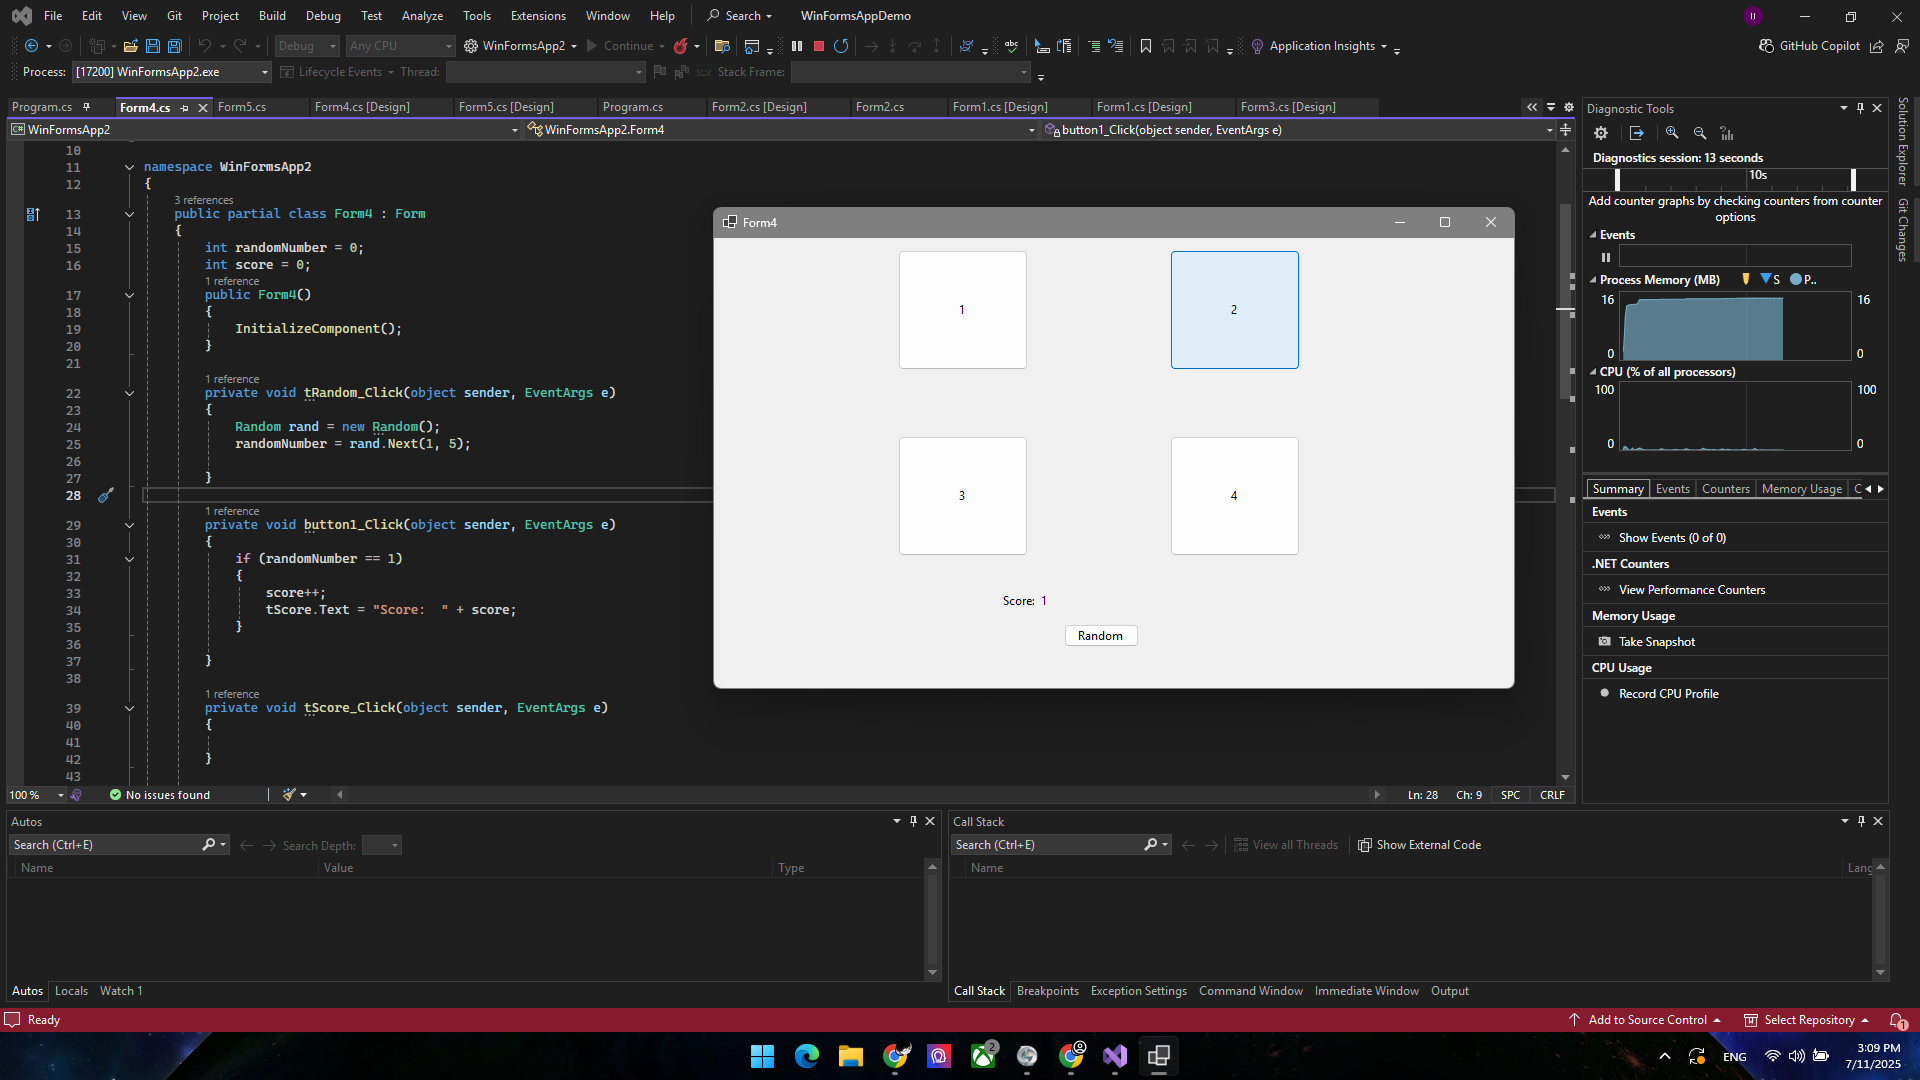 File Edit View Git Project Build Debug Test Analyze Tools Extensions Window Help Search WinFormsAppDemo
Debug Any CPU WinFormsApp2 Continue Application Insights GitHub Copilot
Process: [17200] WinFormsApp2.exe Lifecycle Events Thread: Stack Frame:
Program.cs Form4.cs Form5.cs Form4.cs [Design] Form5.cs [Design] Program.cs Form2.cs [Design] Form2.cs Form1.cs [Design] Form1.cs [Design] Form3.cs [Design]
WinFormsApp2 WinFormsApp2.Form4 button1_Click(object sender, EventArgs e)
10
11 namespace WinFormsApp2
12 {
3 references
13 public partial class Form4 : Form
14 {
15 int randomNumber = 0;
16 int score = 0;
1 reference
17 public Form4()
18 {
19 InitializeComponent();
20 }
21
1 reference
22 private void tRandom_Click(object sender, EventArgs e)
23 {
24 Random rand = new Random();
25 randomNumber = rand.Next(1, 5);
26
27 }
28
1 reference
29 private void button1_Click(object sender, EventArgs e)
30 {
31 if (randomNumber == 1)
32 {
33 score++;
34 tScore.Text = "Score:  " + score;
35 }
36
37 }
38
1 reference
39 private void tScore_Click(object sender, EventArgs e)
40 {
41
42 }
43
100 % No issues found Ln: 28 Ch: 9 SPC CRLF
Form4
1
2
3
4
Score:  1
Random
Diagnostic Tools
Diagnostics session: 13 seconds
10s
Add counter graphs by checking counters from counter
options
Events
Process Memory (MB) S P..
16 16
0 0
CPU (% of all processors)
100 100
0 0
Summary Events Counters Memory Usage C
Events
Show Events (0 of 0)
.NET Counters
View Performance Counters
Memory Usage
Take Snapshot
CPU Usage
Record CPU Profile
Solution Explorer
Git Changes
Autos
Search (Ctrl+E) Search Depth:
Name Value Type
Autos Locals Watch 1
Call Stack
Search (Ctrl+E) View all Threads Show External Code
Name Lang
Call Stack Breakpoints Exception Settings Command Window Immediate Window Output
Ready Add to Source Control Select Repository 1
2
ENG
3:09 PM
7/11/2025